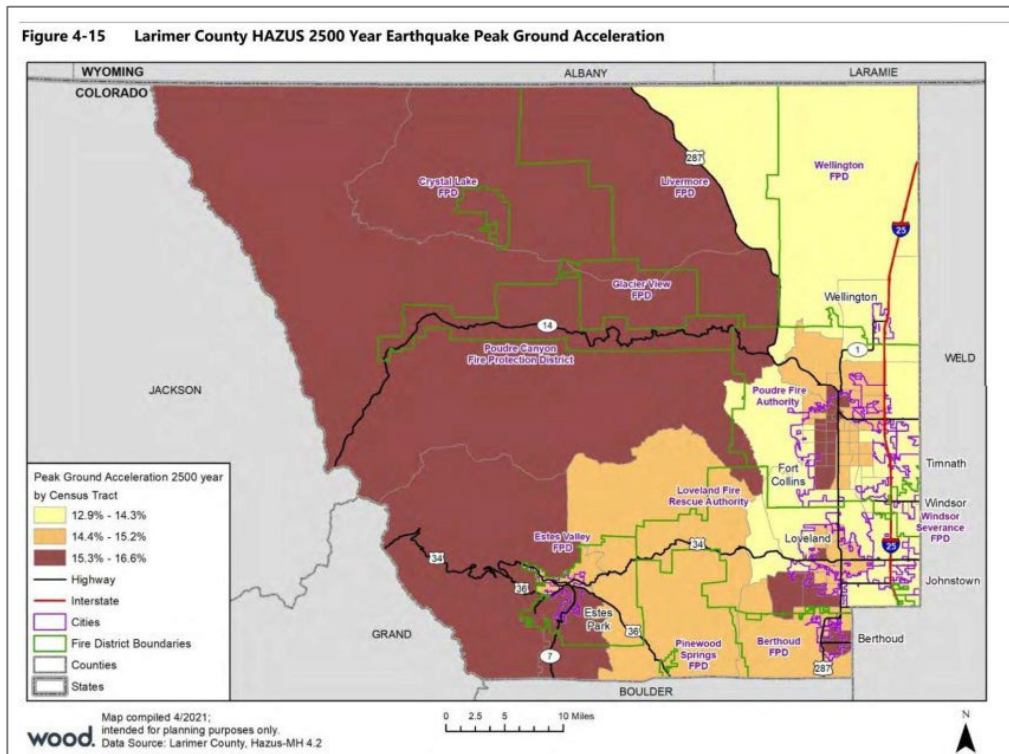 Figure 4-15 Larimer County HAZUS 2500 Year Earthquake Peak Ground Acceleration
WYOMING
ALBANY
LARAMIE
COLORADO
287
Wellington
FPD
Crystal Lake
FPD
Livermore
FPD
25
Glacier View
FPD
Wellington
14
1
Poudre Canyon
Fire Protection District
WELD
JACKSON
Poudre Fire
Authority
Fort
Collins
Timnath
Peak Ground Acceleration 2500 year
by Census Tract
12.9% - 14.3%
14.4% - 15.2%
15.3% - 16.6%
Highway
Interstate
Cities
Fire District Boundaries
Counties
States
Loveland Fire
Rescue Authority
Windsor
Windsor
Severance
FPD
Estes Valley
FPD
34
Loveland
25
34
36
Johnstown
Estes
Park
GRAND
36
7
Pinewood
Springs
FPD
Berthoud
FPD
Berthoud
287
BOULDER
wood.
Map compiled 4/2021;
intended for planning purposes only.
Data Source: Larimer County, Hazus-MH 4.2
0 2.5 5 10 Miles
N